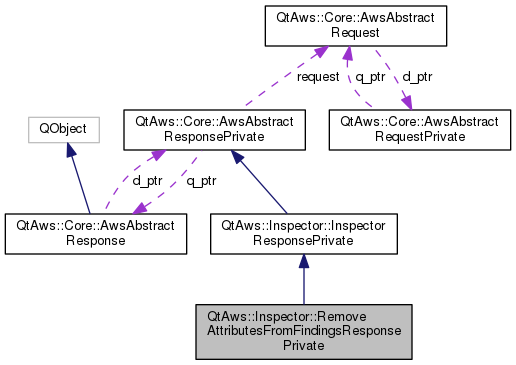 QtAws::Core::AwsAbstract
Request
request
q_ptr
d_ptr
QObject
QtAws::Core::AwsAbstract
ResponsePrivate
QtAws::Core::AwsAbstract
RequestPrivate
d_ptr
q_ptr
QtAws::Core::AwsAbstract
Response
QtAws::Inspector::Inspector
ResponsePrivate
QtAws::Inspector::Remove
AttributesFromFindingsResponse
Private